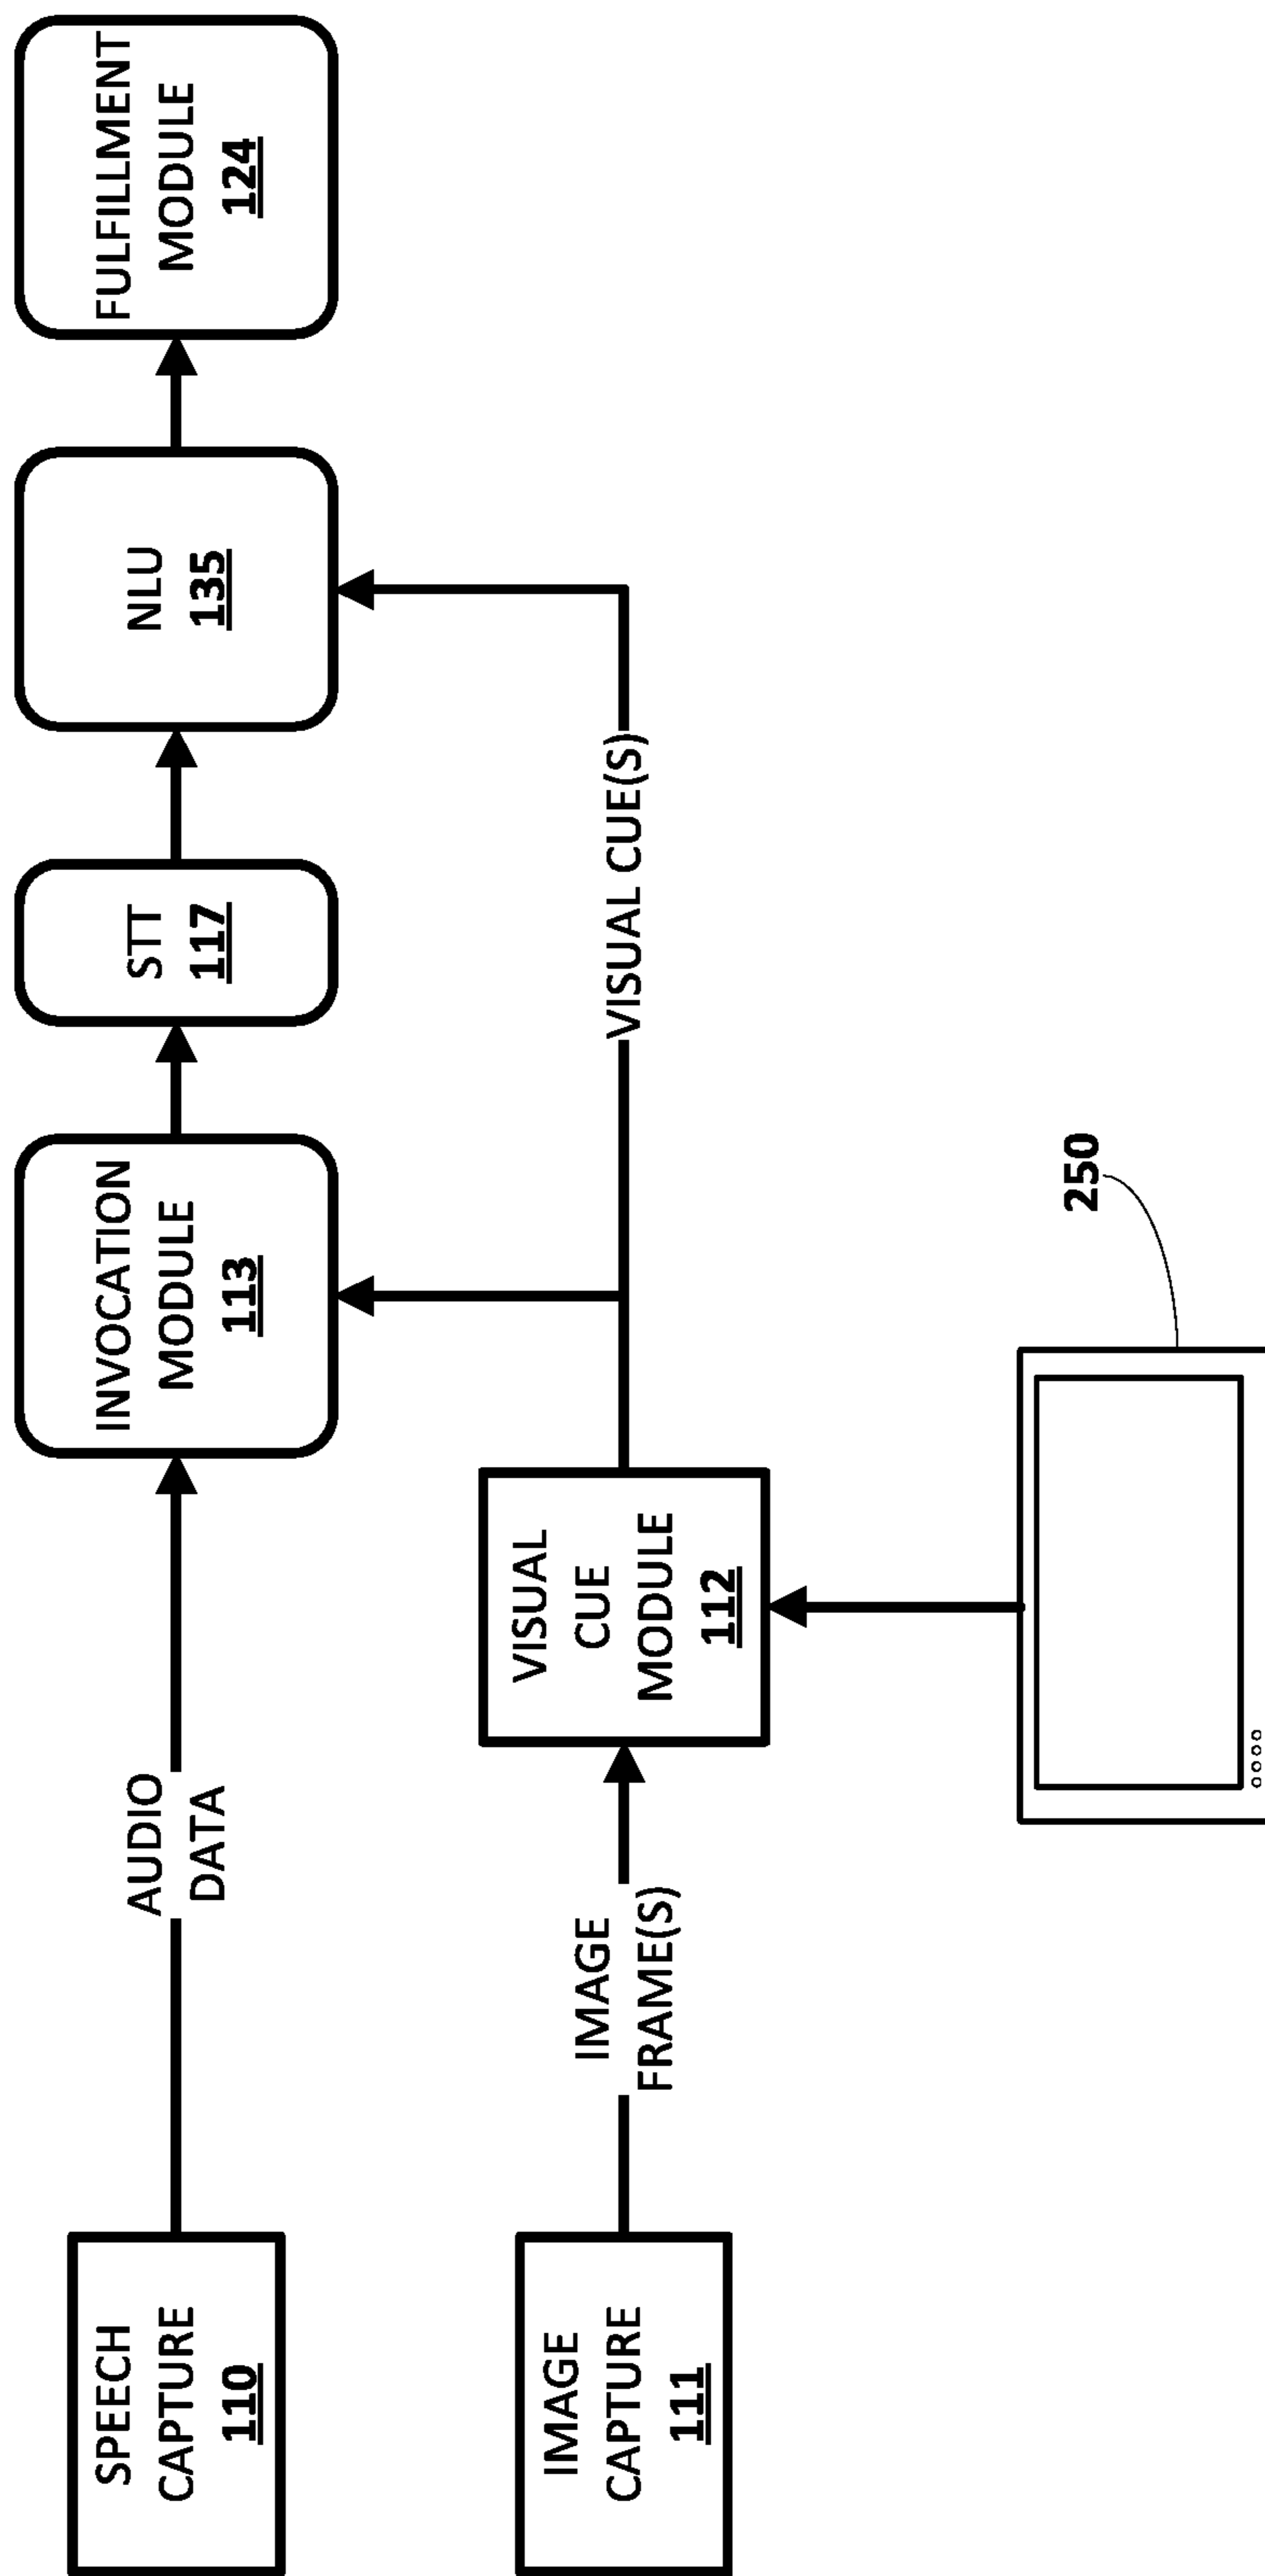 SPEECH
CAPTURE
110
AUDIO
DATA
INVOCATION
MODULE
113
STT
117
NLU
135
FULFILLMENT
MODULE
124
IMAGE
CAPTURE
111
IMAGE
FRAME(S)
VISUAL
CUE
MODULE
112
VISUAL CUE(S)
250